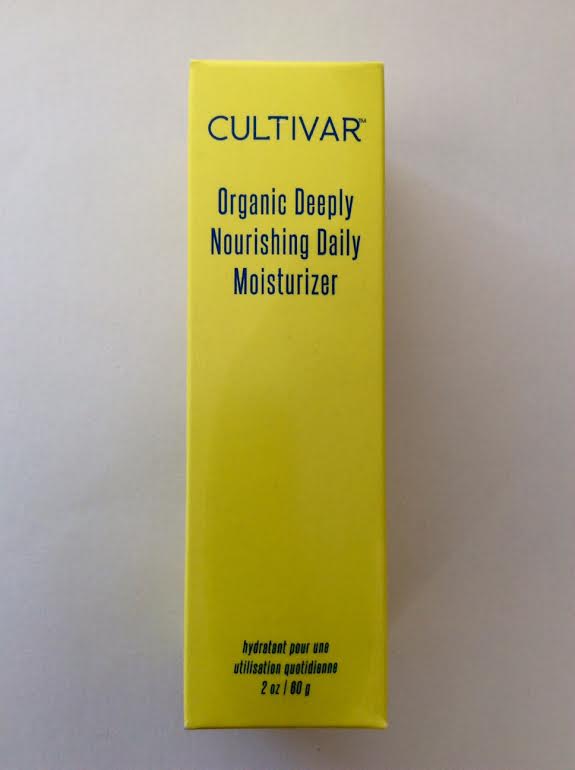 CULTIVAR™
Organic Deeply
Nourishing Daily
Moisturizer
hydratant pour une
utilisation quotidienne
2 oz | 60 g